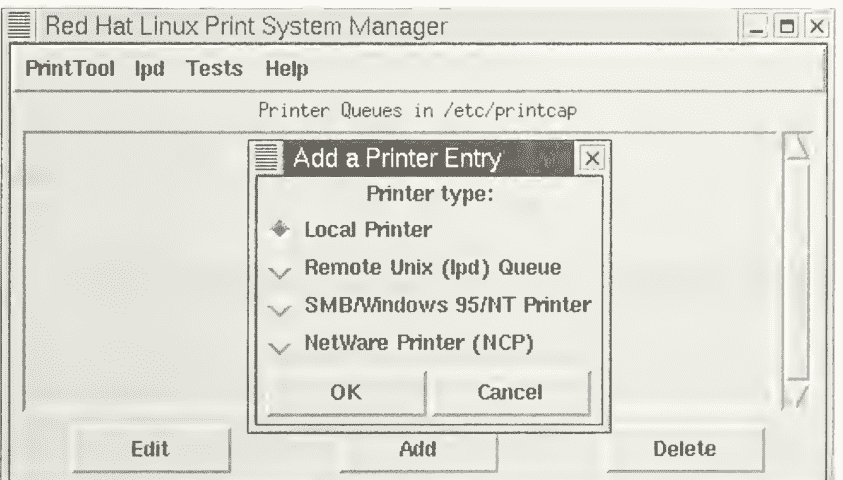 Red Hat Linux Print System Manager
PrintTool lpd Tests Help
Printer Queues in /etc/printcap
Add a Printer Entry
Printer type:
Local Printer
Remote Unix (lpd) Queue
SMB/Windows 95/NT Printer
NetWare Printer (NCP)
OK Cancel
Edit Add Delete